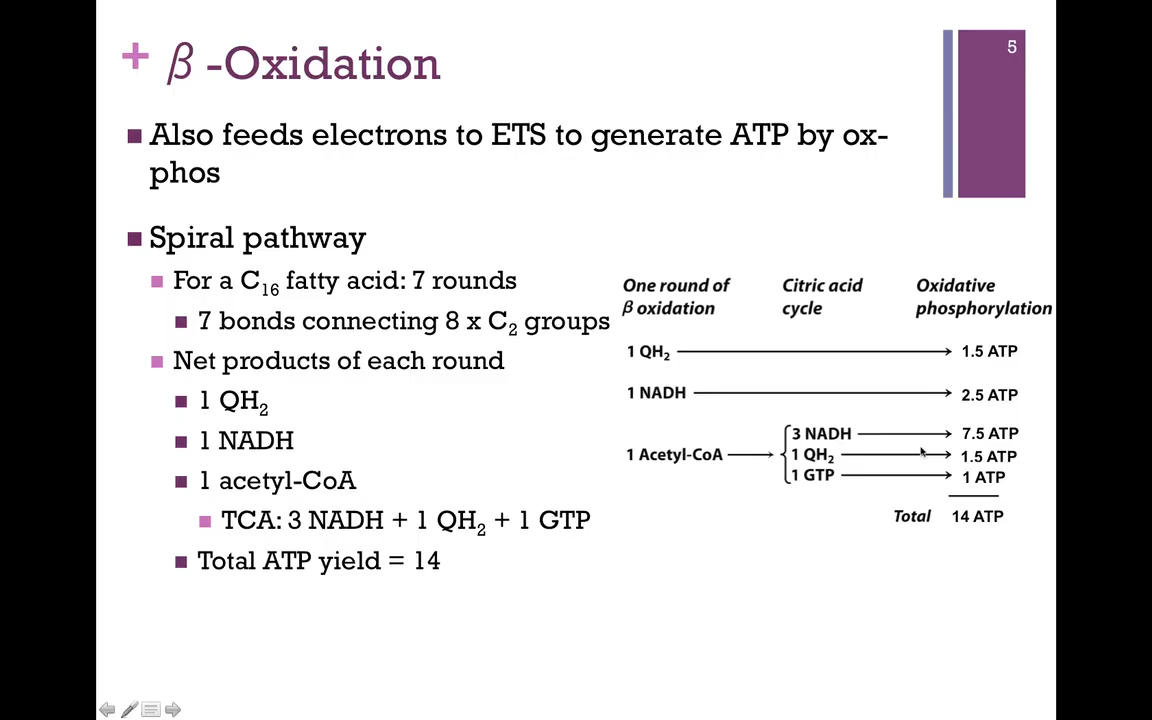 5
+ β -Oxidation
■ Also feeds electrons to ETS to generate ATP by ox-
phos
■ Spiral pathway
■ For a C₁₆ fatty acid: 7 rounds
■ 7 bonds connecting 8 x C₂ groups
■ Net products of each round
■ 1 QH₂
■ 1 NADH
■ 1 acetyl-CoA
■ TCA: 3 NADH + 1 QH₂ + 1 GTP
■ Total ATP yield = 14
One round of Citric acid Oxidative
β oxidation cycle phosphorylation
1 QH₂ 1.5 ATP
1 NADH 2.5 ATP
3 NADH 7.5 ATP
1 Acetyl-CoA 1 QH₂ 1.5 ATP
1 GTP 1 ATP
Total 14 ATP